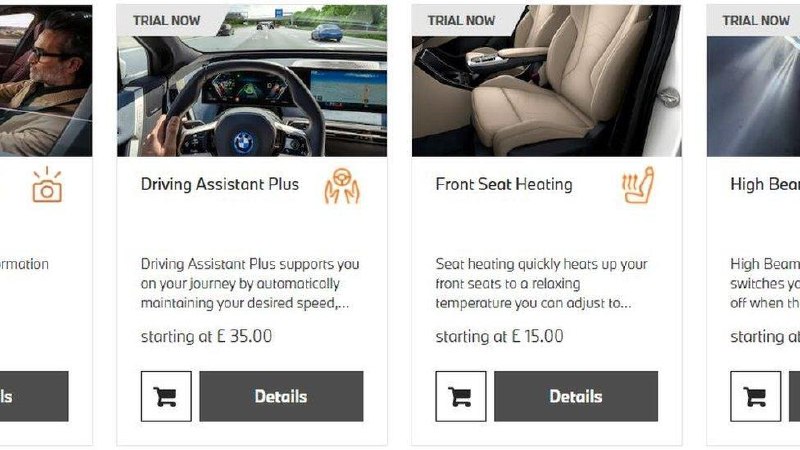 TRIAL NOW
TRIAL NOW
TRIAL NOW
Driving Assistant Plus
Front Seat Heating
High Bea
Driving Assistant Plus supports you
on your journey by automatically
maintaining your desired speed,...
starting at £ 35.00
Details
Seat heating quickly heats up your
front seats to a relaxing
temperature you can adjust to...
starting at £ 15.00
Details
High Beam
switches yo
off when th
starting a
rmation
ls